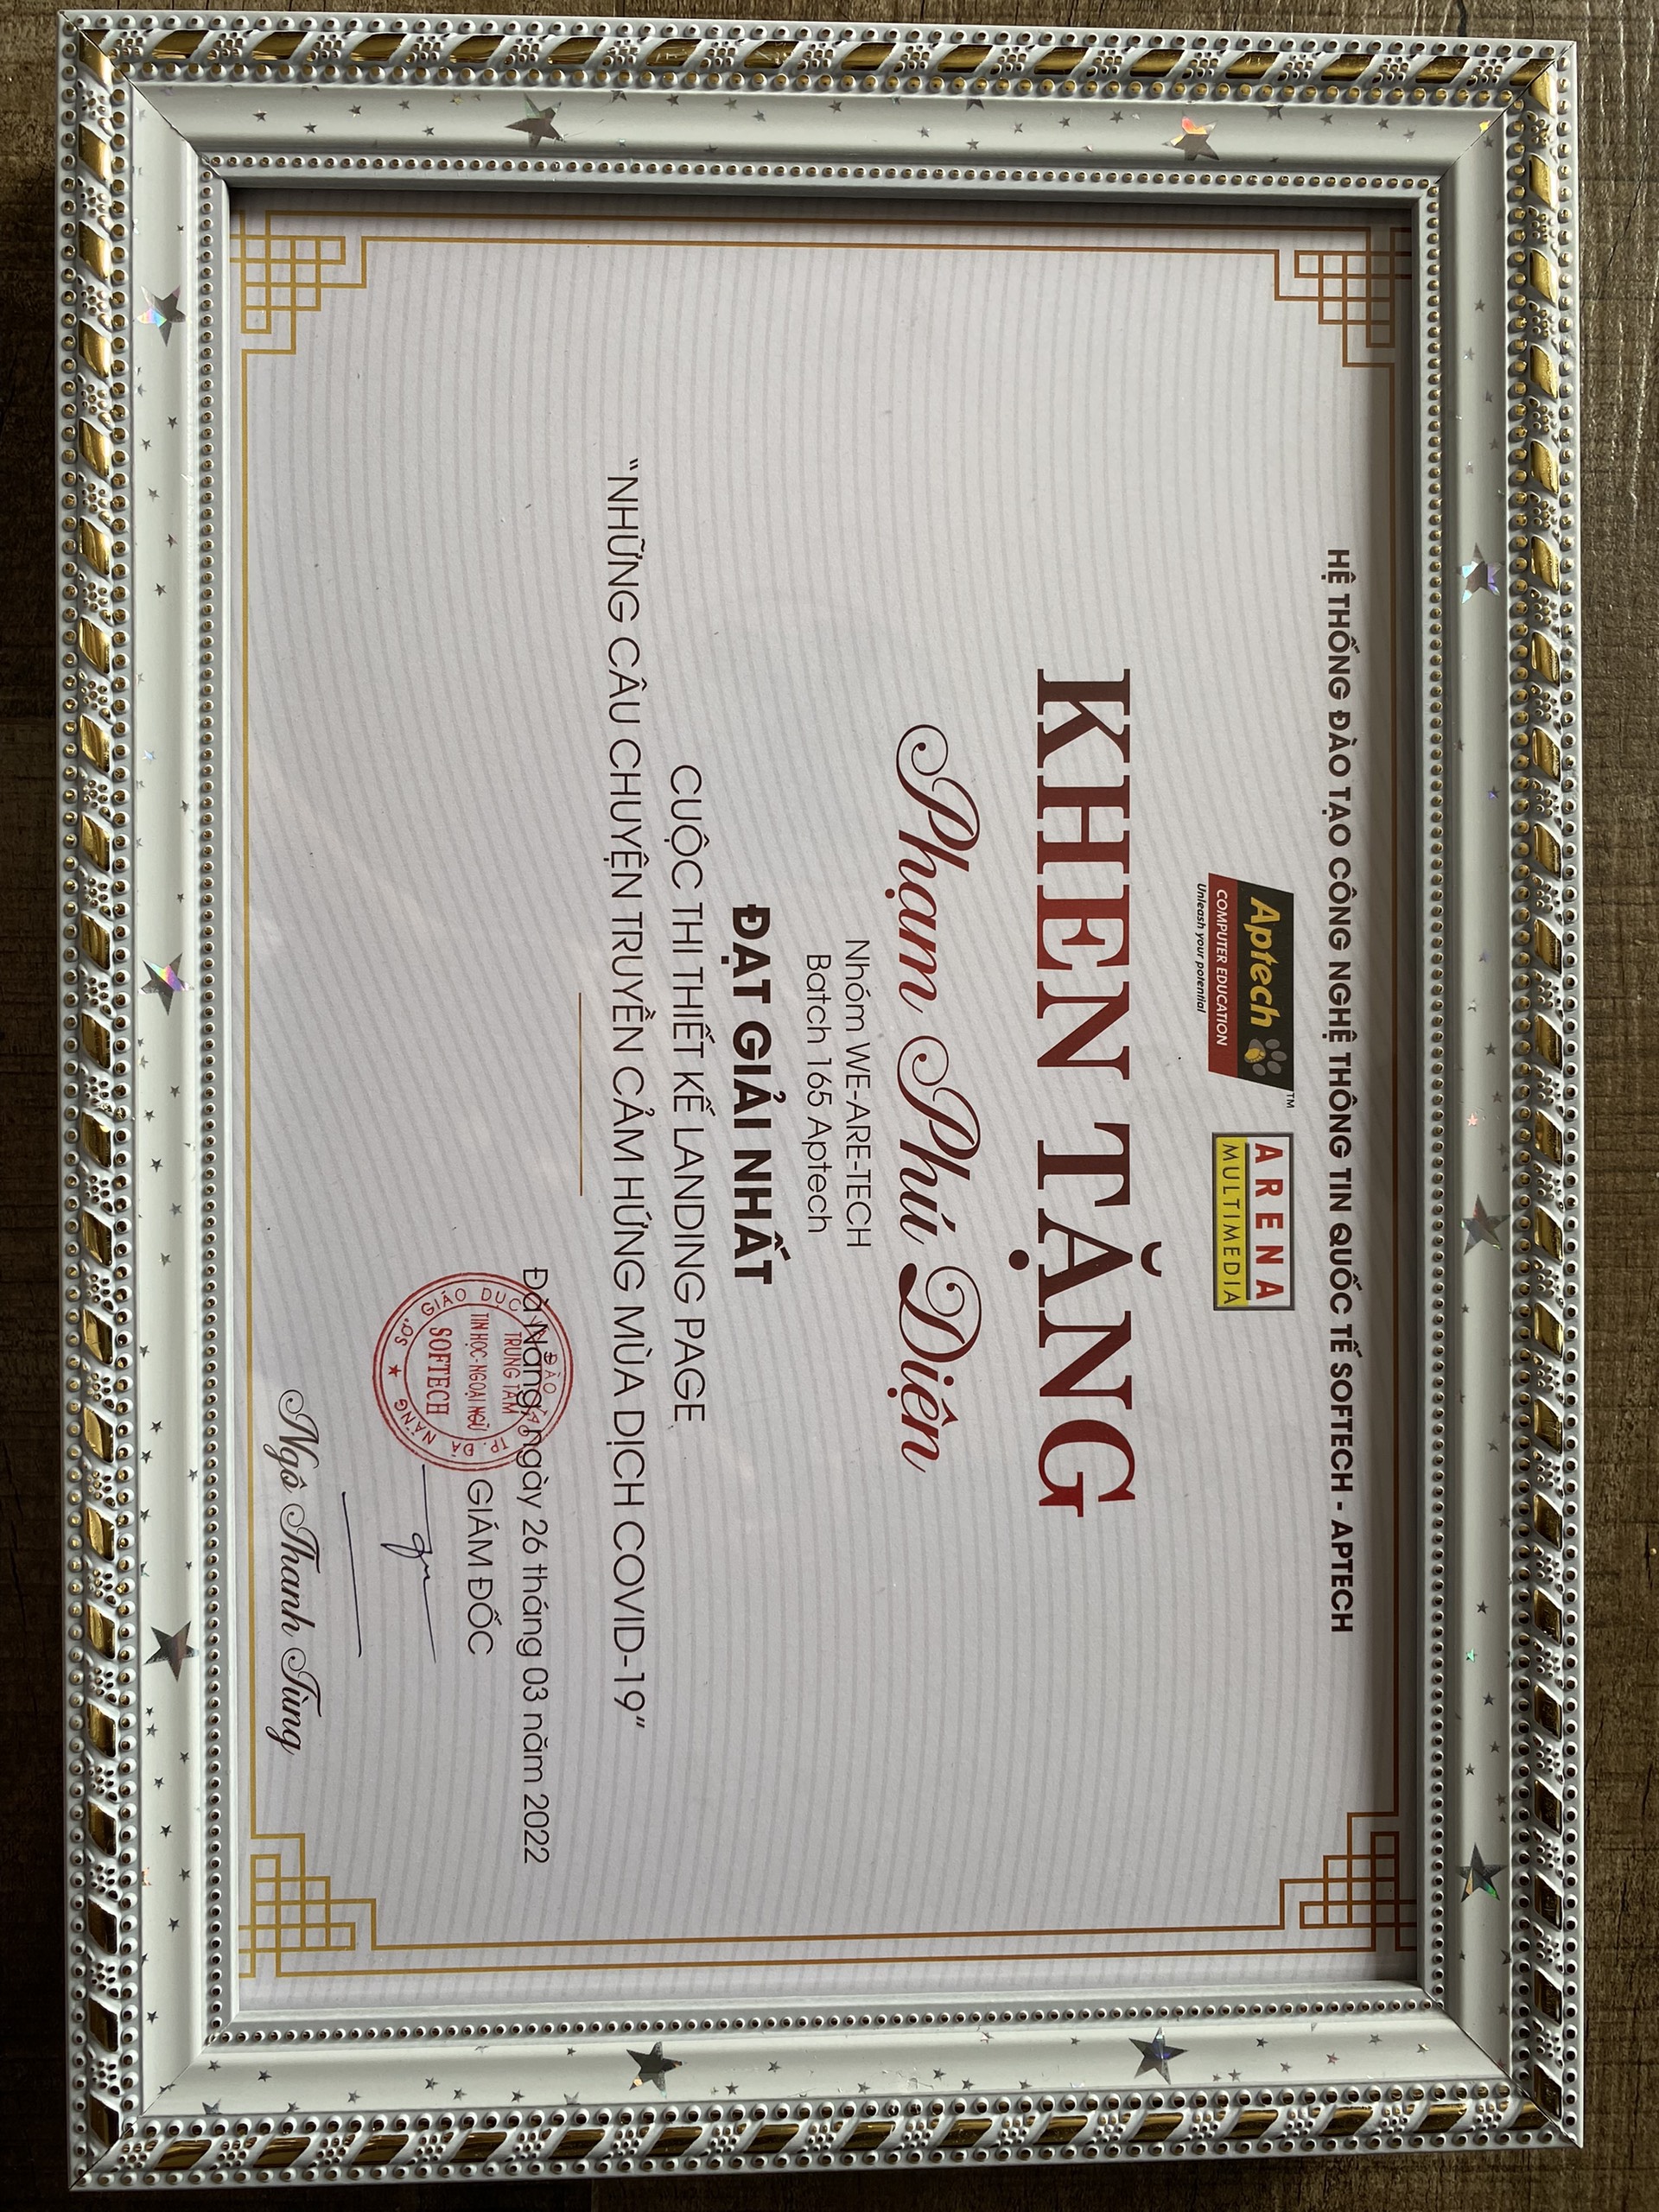 HỆ THỐNG ĐÀO TẠO CÔNG NGHỆ THÔNG TIN QUỐC TẾ SOFTECH - APTECH
Aptech TM
COMPUTER EDUCATION
Unleash your potential
ARENA
MULTIMEDIA
KHEN TẶNG
Phạm Phú Diện
Nhóm WE-ARE-TECH
Batch 165 Aptech
ĐẠT GIẢI NHẤT
CUỘC THI THIẾT KẾ LANDING PAGE
“NHỮNG CÂU CHUYỆN TRUYỀN CẢM HỨNG MÙA DỊCH COVID-19”
Đà Nẵng, ngày 26 tháng 03 năm 2022
GIÁM ĐỐC
SỞ GIÁO DỤC VÀ ĐÀO TẠO TP. ĐÀ NẴNG
TRUNG TÂM
TIN HỌC-NGOẠI NGỮ
SOFTECH
Ngô Thanh Tùng